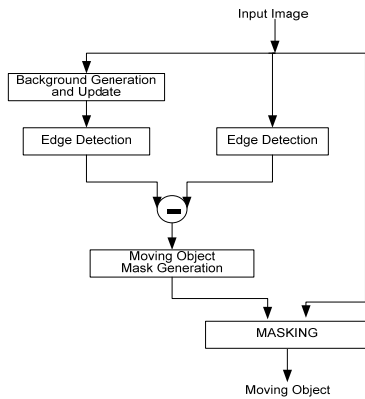 Input Image
Background Generation
and Update
Edge Detection
Edge Detection
Moving Object
Mask Generation
MASKING
Moving Object